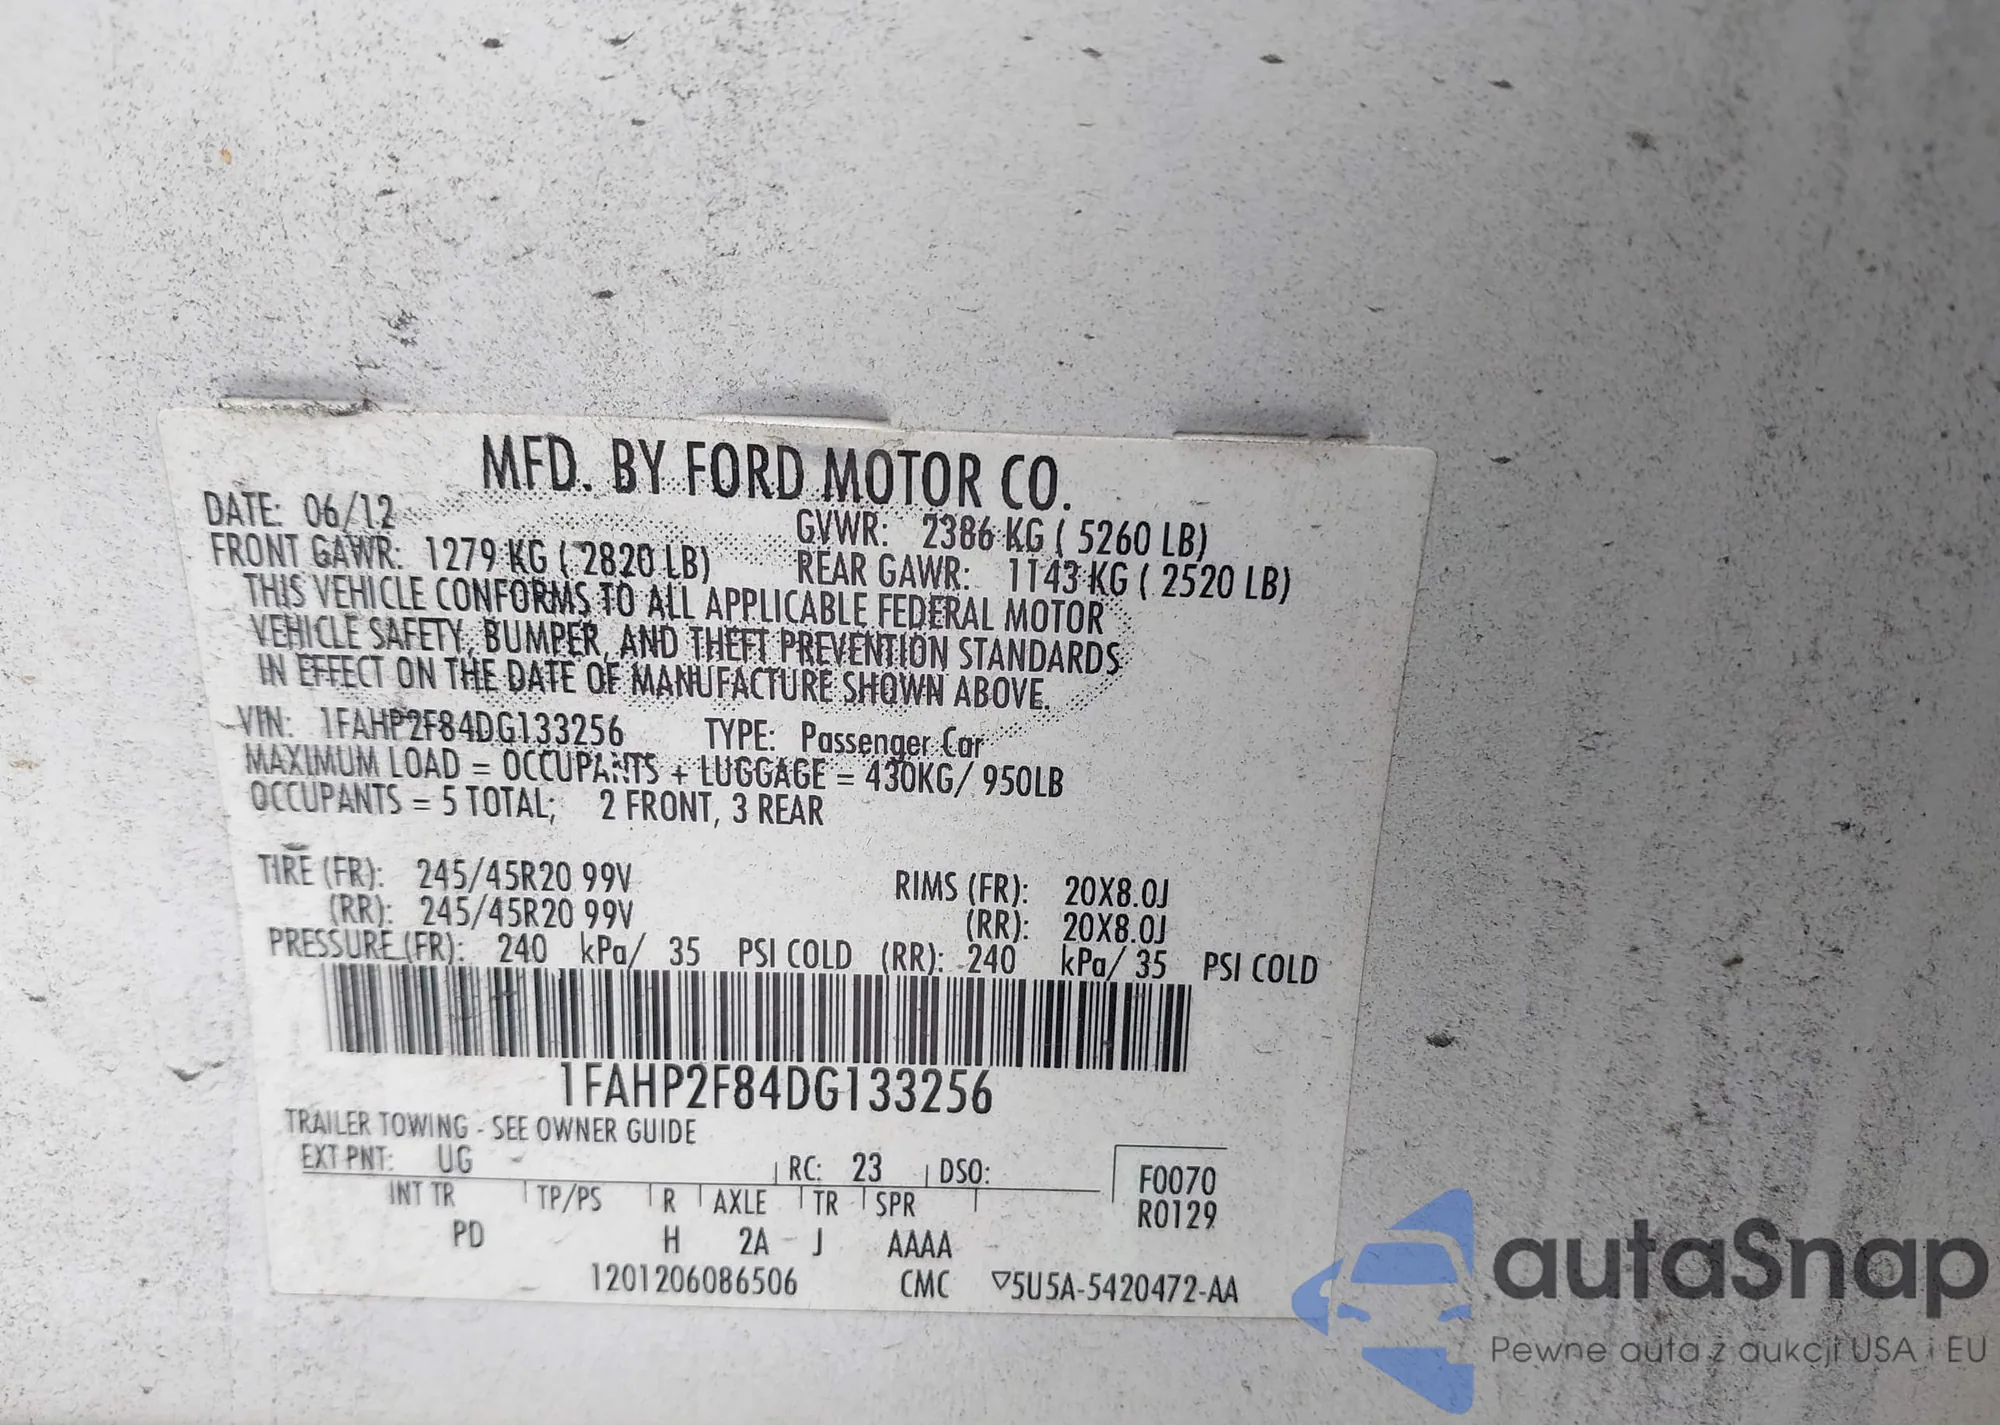 MFD. BY FORD MOTOR CO.
DATE: 06/12 GVWR: 2386 KG ( 5260 LB)
FRONT GAWR: 1279 KG ( 2820 LB) REAR GAWR: 1143 KG ( 2520 LB)
THIS VEHICLE CONFORMS TO ALL APPLICABLE FEDERAL MOTOR
VEHICLE SAFETY, BUMPER, AND THEFT PREVENTION STANDARDS
IN EFFECT ON THE DATE OF MANUFACTURE SHOWN ABOVE.
VIN: 1FAHP2F84DG133256 TYPE: Passenger Car
MAXIMUM LOAD = OCCUPANTS + LUGGAGE = 430KG/ 950LB
OCCUPANTS = 5 TOTAL; 2 FRONT, 3 REAR
TIRE (FR): 245/45R20 99V RIMS (FR): 20X8.0J
(RR): 245/45R20 99V (RR): 20X8.0J
PRESSURE (FR): 240 kPa/ 35 PSI COLD (RR): 240 kPa/ 35 PSI COLD
1FAHP2F84DG133256
TRAILER TOWING - SEE OWNER GUIDE
EXT PNT: UG RC: 23 DSO: F0070
INT TR TP/PS R AXLE TR SPR R0129
PD H 2A J AAAA
1201206086506 CMC ▽5U5A-5420472-AA
autaSnap
Pewne auta z aukcji USA i EU